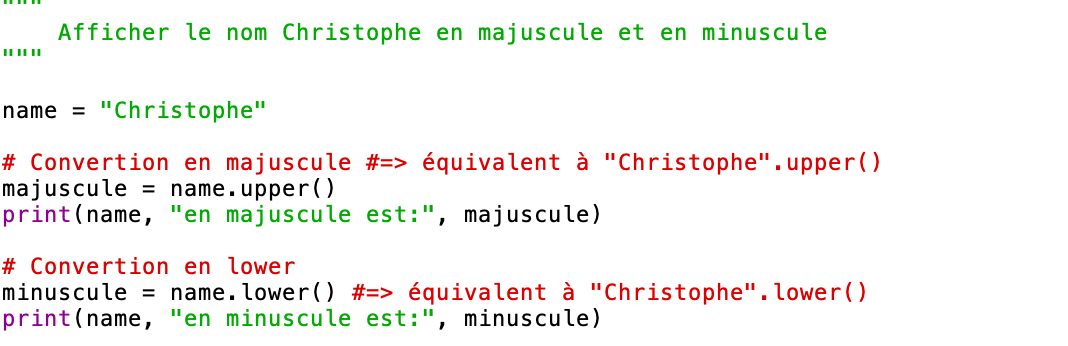 """
    Afficher le nom Christophe en majuscule et en minuscule
"""
name = "Christophe"
# Convertion en majuscule #=> équivalent à "Christophe".upper()
majuscule = name.upper()
print(name, "en majuscule est:", majuscule)
# Convertion en lower
minuscule = name.lower() #=> équivalent à "Christophe".lower()
print(name, "en minuscule est:", minuscule)